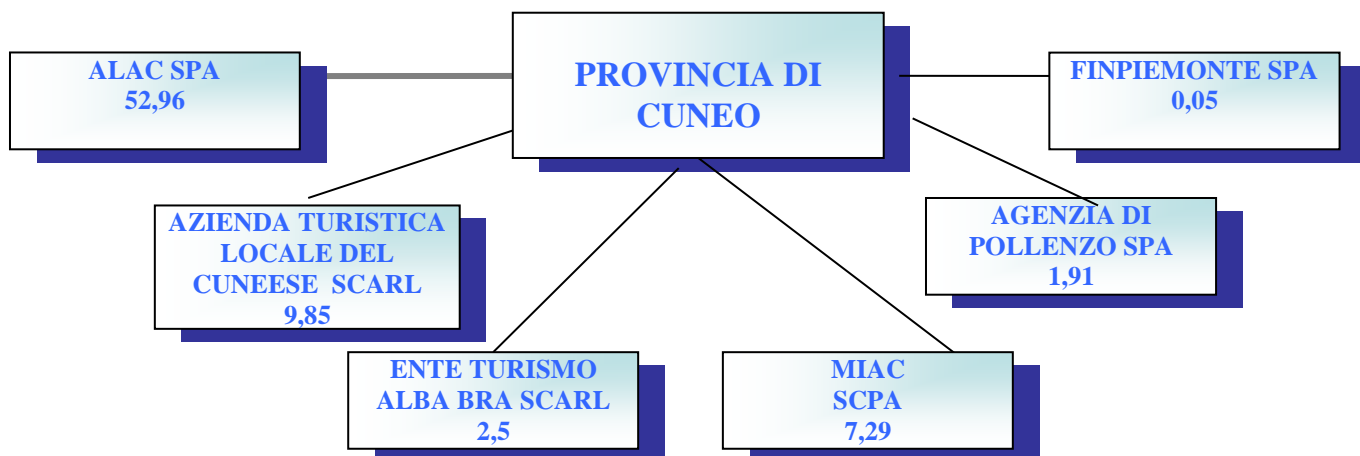 PROVINCIA DI
CUNEO
ALAC SPA
52,96
FINPIEMONTE SPA
0,05
AZIENDA TURISTICA
LOCALE DEL
CUNEESE SCARL
9,85
AGENZIA DI
POLLENZO SPA
1,91
ENTE TURISMO
ALBA BRA SCARL
2,5
MIAC
SCPA
7,29